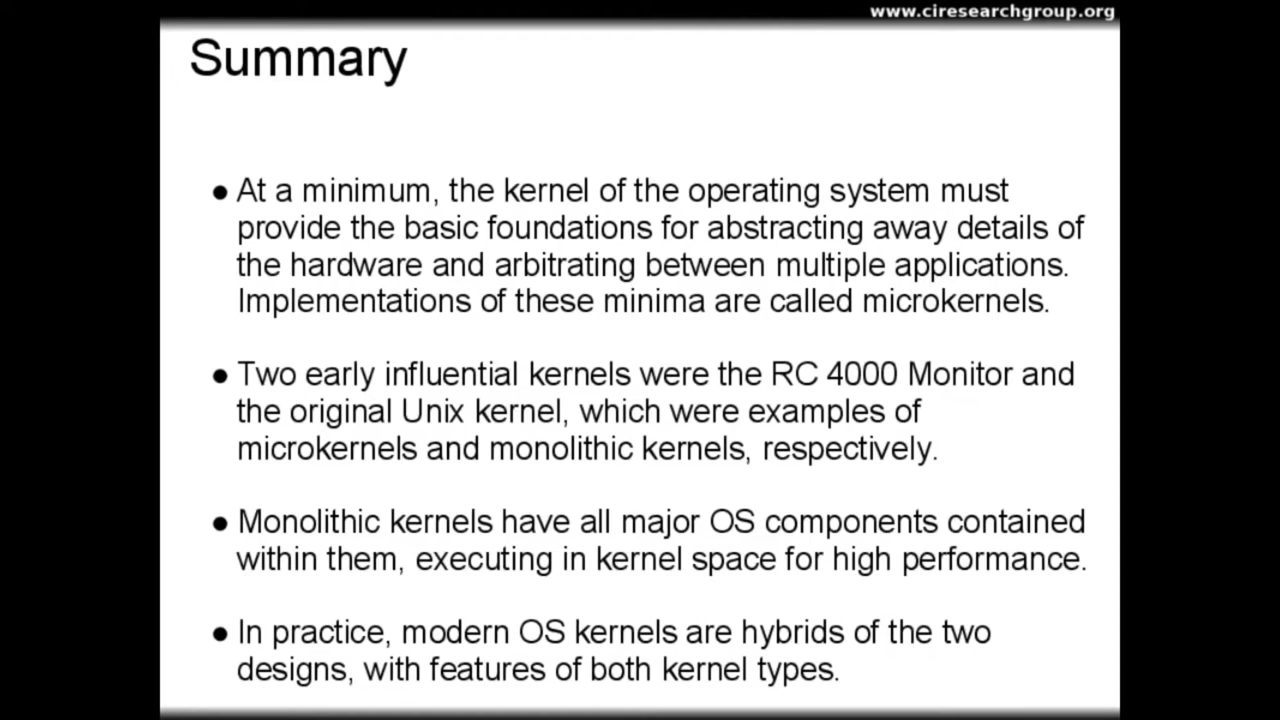 www.ciresearchgroup.org
Summary
● At a minimum, the kernel of the operating system must
provide the basic foundations for abstracting away details of
the hardware and arbitrating between multiple applications.
Implementations of these minima are called microkernels.
● Two early influential kernels were the RC 4000 Monitor and
the original Unix kernel, which were examples of
microkernels and monolithic kernels, respectively.
● Monolithic kernels have all major OS components contained
within them, executing in kernel space for high performance.
● In practice, modern OS kernels are hybrids of the two
designs, with features of both kernel types.